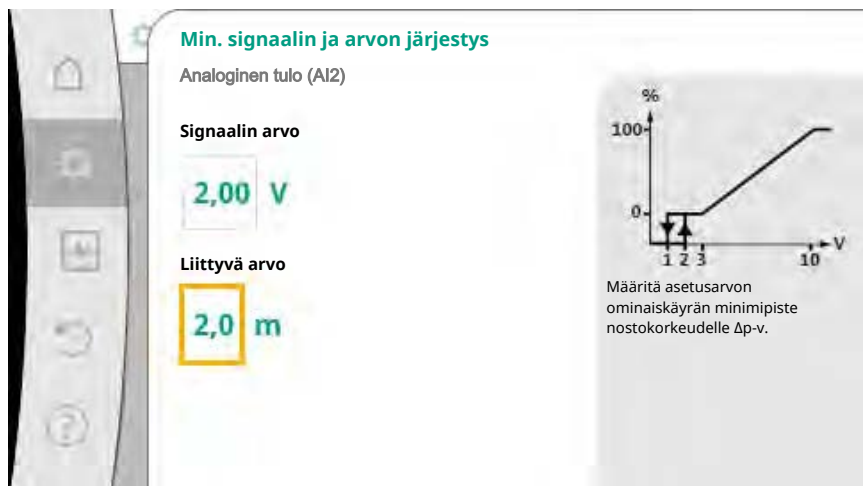 Min. signaalin ja arvon järjestys
Analoginen tulo (AI2)
Signaalin arvo
2,00 V
Liittyvä arvo
2,0 m
%
100
0
1 2 3 10 V
Määritä asetusarvon
ominaiskäyrän minimipiste
nostokorkeudelle Δp-v.
?